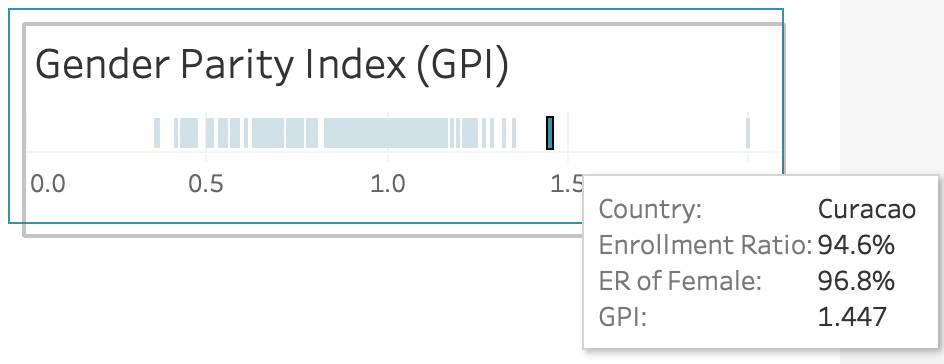 Gender Parity Index (GPI)
0.0 0.5 1.0 1.5
Country: Curacao
Enrollment Ratio: 94.6%
ER of Female: 96.8%
GPI: 1.447